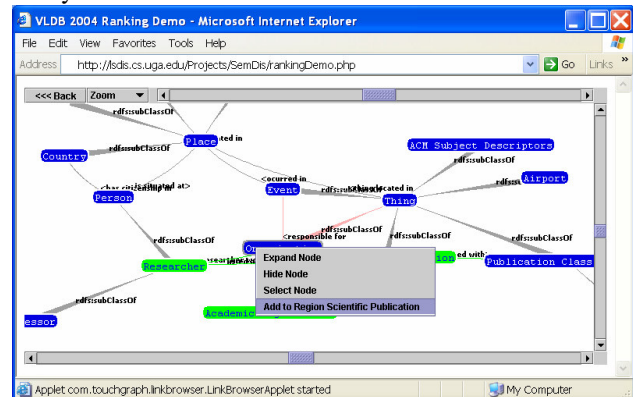 VLDB 2004 Ranking Demo - Microsoft Internet Explorer
File Edit View Favorites Tools Help
Address http://lsdis.cs.uga.edu/Projects/SemDis/rankingDemo.php Go Links »
<<< Back Zoom
rdfs:subClassOf
Place
Country
ACM Subject Descriptors
rdfs:subClassOf
<ocurred in
Event
Airport
Person
Thing
<responsible for
rdfs:subClassOf
rdfs:subClassOf
rdfs:subClassOf
Researcher
Publication Class
Expand Node
Hide Node
Select Node
Add to Region Scientific Publication
rdfs:subClassOf
Academic
essor
Applet com.touchgraph.linkbrowser.LinkBrowserApplet started My Computer